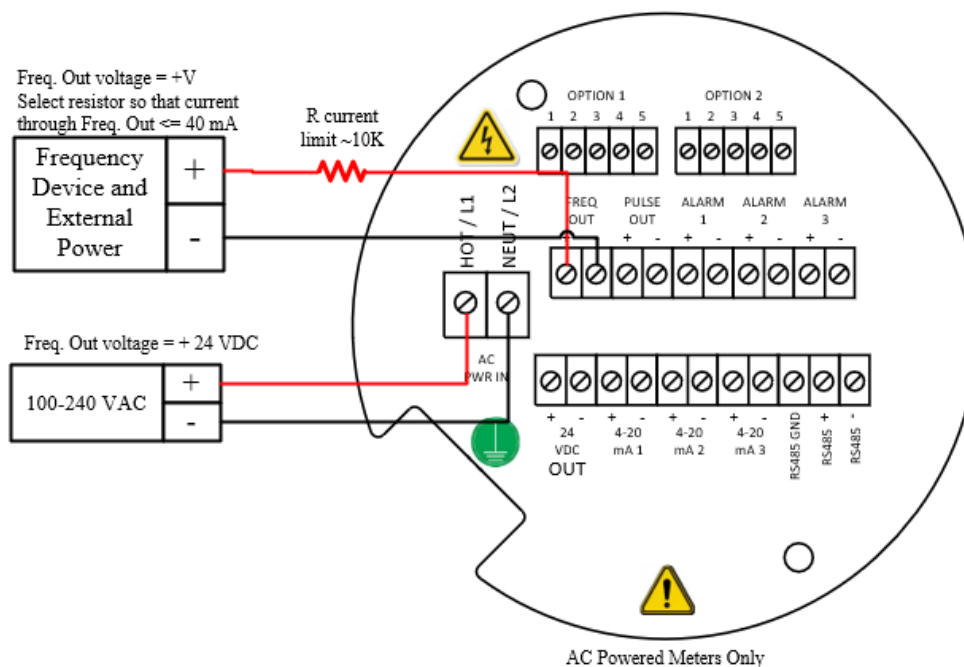 Freq. Out voltage = +V
Select resistor so that current
through Freq. Out <= 40 mA
Frequency
Device and
External
Power
+
-
R current
limit ~10K
OPTION 1
1 2 3 4 5
OPTION 2
1 2 3 4 5
HOT / L1
NEUT / L2
FREQ
OUT
PULSE
OUT
+ -
ALARM
1
+ -
ALARM
2
+ -
ALARM
3
+ -
AC
PWR IN
Freq. Out voltage = + 24 VDC
100-240 VAC
+
-
+ -
24
VDC
OUT
+ -
4-20
mA 1
+ -
4-20
mA 2
+ -
4-20
mA 3
RS485 GND
+
RS485
-
RS485
!
AC Powered Meters Only